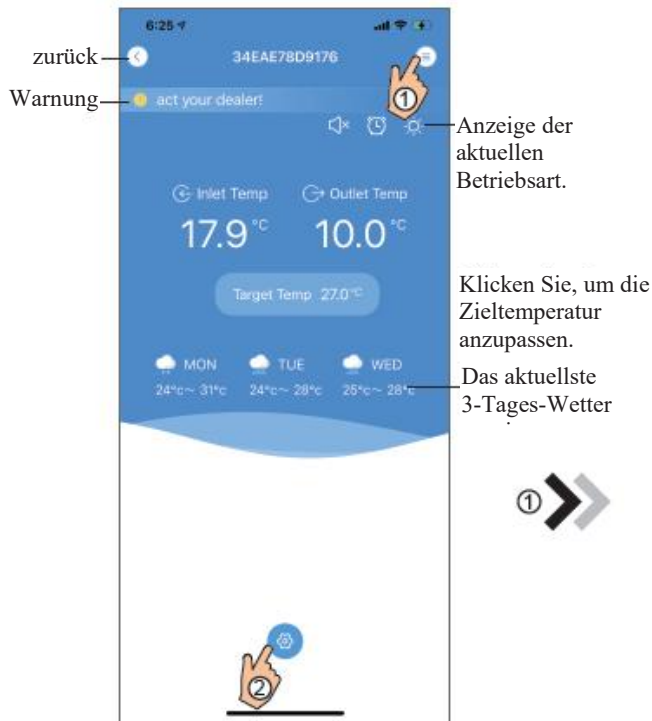 6:25
zurück
34EAE78D9176
①
Warnung
act your dealer!
Anzeige der
aktuellen
Betriebsart.
Inlet Temp
Outlet Temp
17.9°C
10.0°C
Target Temp 27.0°C
Klicken Sie, um die
Zieltemperatur
anzupassen.
MON
TUE
WED
24°c~ 31°c
24°c~ 28°c
25°c~ 28°c
Das aktuellste
3-Tages-Wetter
①
②